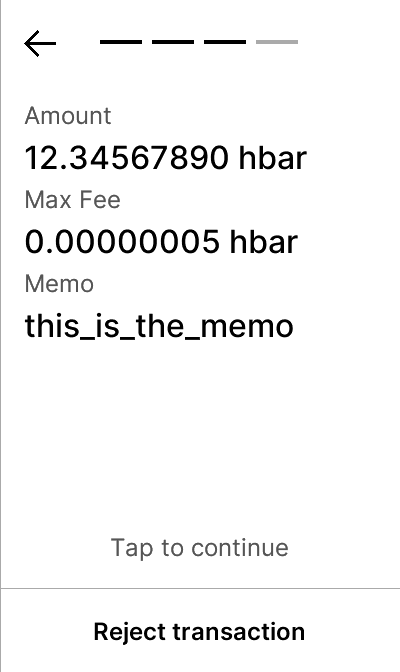 Amount
12.34567890 hbar
Max Fee
0.00000005 hbar
Memo
this_is_the_memo
Tap to continue
Reject transaction